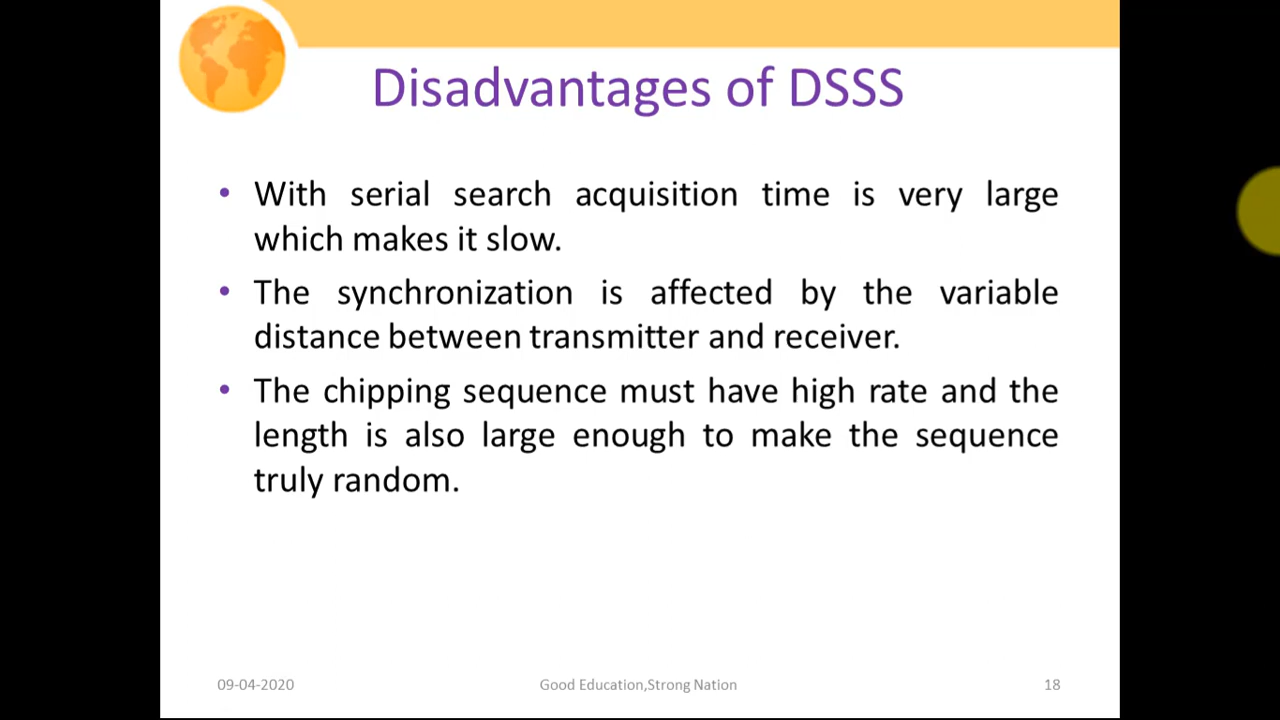 Disadvantages of DSSS
• With serial search acquisition time is very large
which makes it slow.
• The synchronization is affected by the variable
distance between transmitter and receiver.
• The chipping sequence must have high rate and the
length is also large enough to make the sequence
truly random.
09-04-2020 Good Education,Strong Nation 18